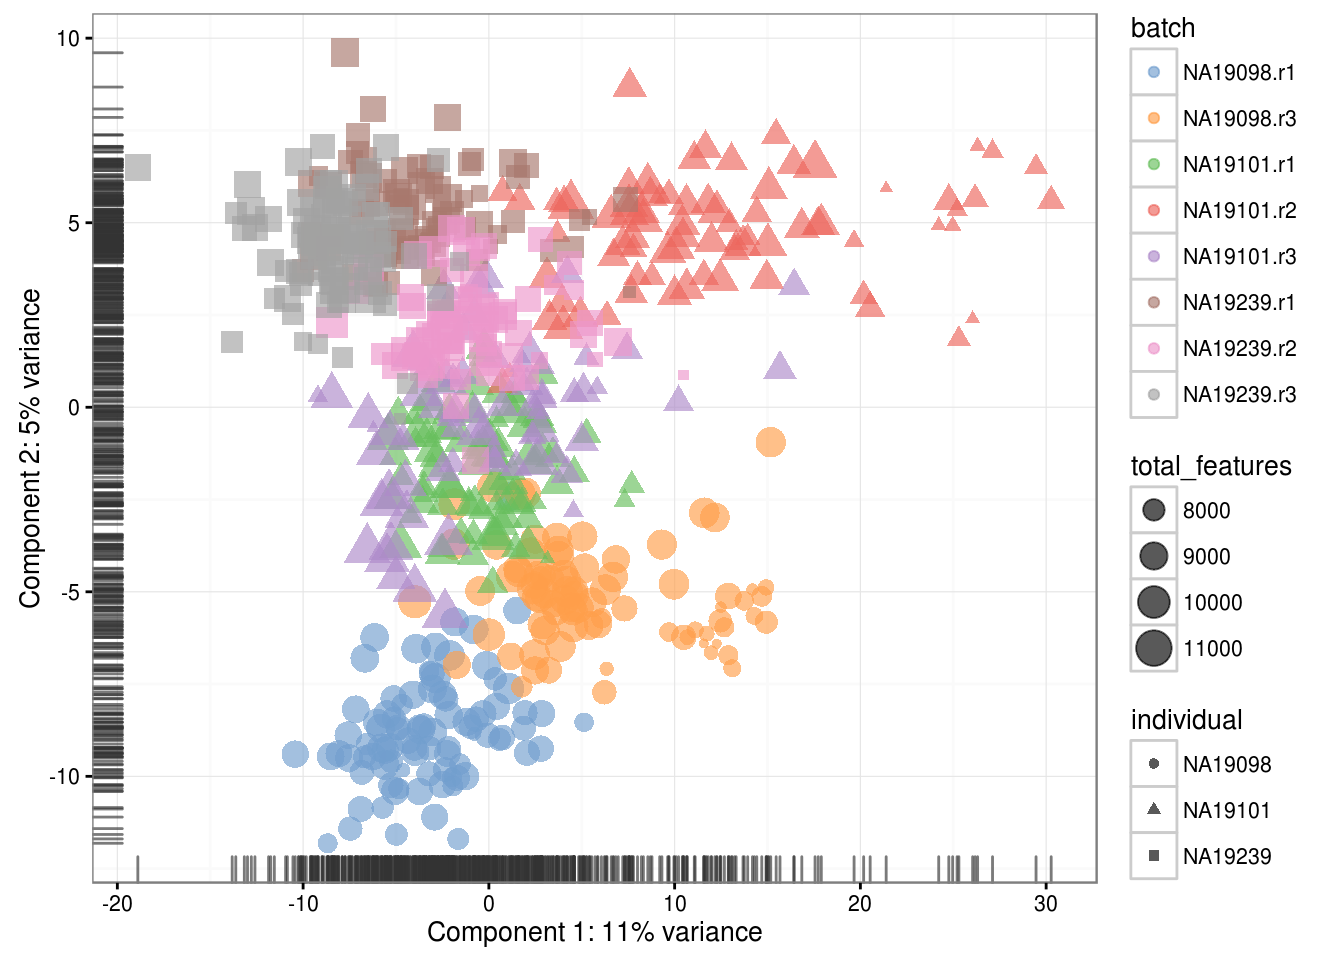 10
5
0
-5
-10
Component 2: 5% variance
-20
-10
0
10
20
30
Component 1: 11% variance
batch
NA19098.r1
NA19098.r3
NA19101.r1
NA19101.r2
NA19101.r3
NA19239.r1
NA19239.r2
NA19239.r3
total_features
8000
9000
10000
11000
individual
NA19098
NA19101
NA19239